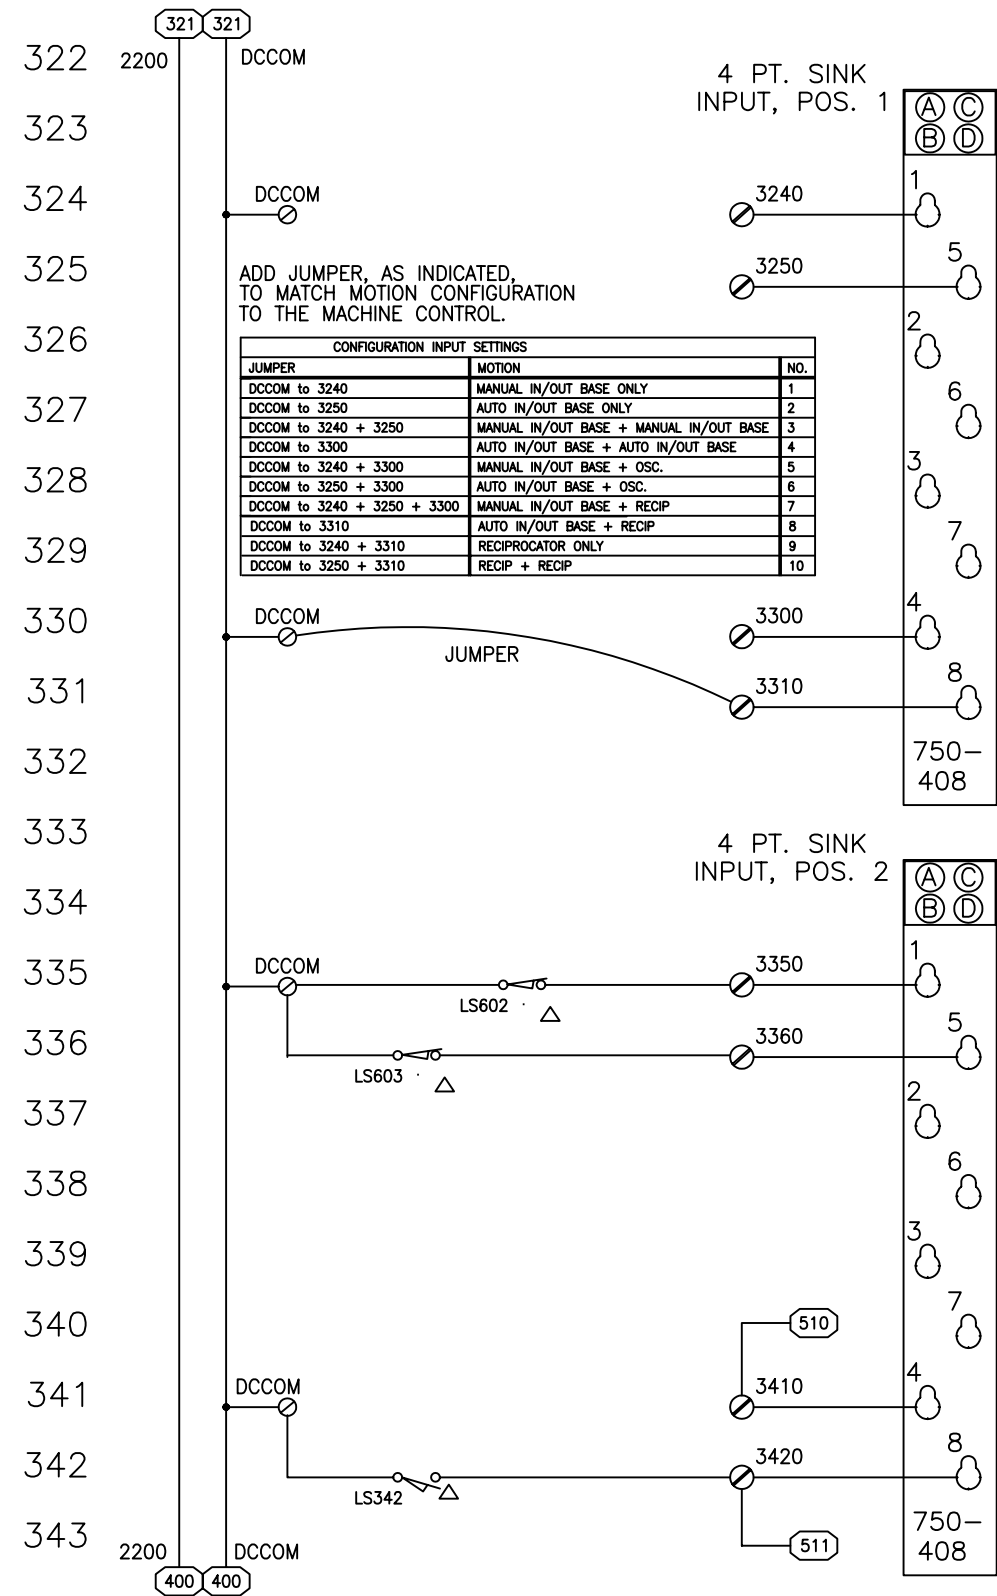 321 321
322 2200 DCCOM
4 PT. SINK
INPUT, POS. 1
A C
B D
323
324 DCCOM 3240 1
325 3250 5
ADD JUMPER, AS INDICATED,
TO MATCH MOTION CONFIGURATION
TO THE MACHINE CONTROL.
326 2
CONFIGURATION INPUT SETTINGS
JUMPER MOTION NO.
DCCOM to 3240 MANUAL IN/OUT BASE ONLY 1
DCCOM to 3250 AUTO IN/OUT BASE ONLY 2
DCCOM to 3240 + 3250 MANUAL IN/OUT BASE + MANUAL IN/OUT BASE 3
DCCOM to 3300 AUTO IN/OUT BASE + AUTO IN/OUT BASE 4
DCCOM to 3240 + 3300 MANUAL IN/OUT BASE + OSC. 5
DCCOM to 3250 + 3300 AUTO IN/OUT BASE + OSC. 6
DCCOM to 3240 + 3250 + 3300 MANUAL IN/OUT BASE + RECIP 7
DCCOM to 3310 AUTO IN/OUT BASE + RECIP 8
DCCOM to 3240 + 3310 RECIPROCATOR ONLY 9
DCCOM to 3250 + 3310 RECIP + RECIP 10
327 6
328 3
329 7
330 DCCOM 3300 4
JUMPER
331 3310 8
332 750-
408
333
4 PT. SINK
INPUT, POS. 2
A C
B D
334
335 DCCOM 3350 1
LS602
336 3360 5
LS603
337 2
338 6
339 3
340 510 7
341 DCCOM 3410 4
342 3420 8
LS342
343 2200 DCCOM 511 750-
408
400 400